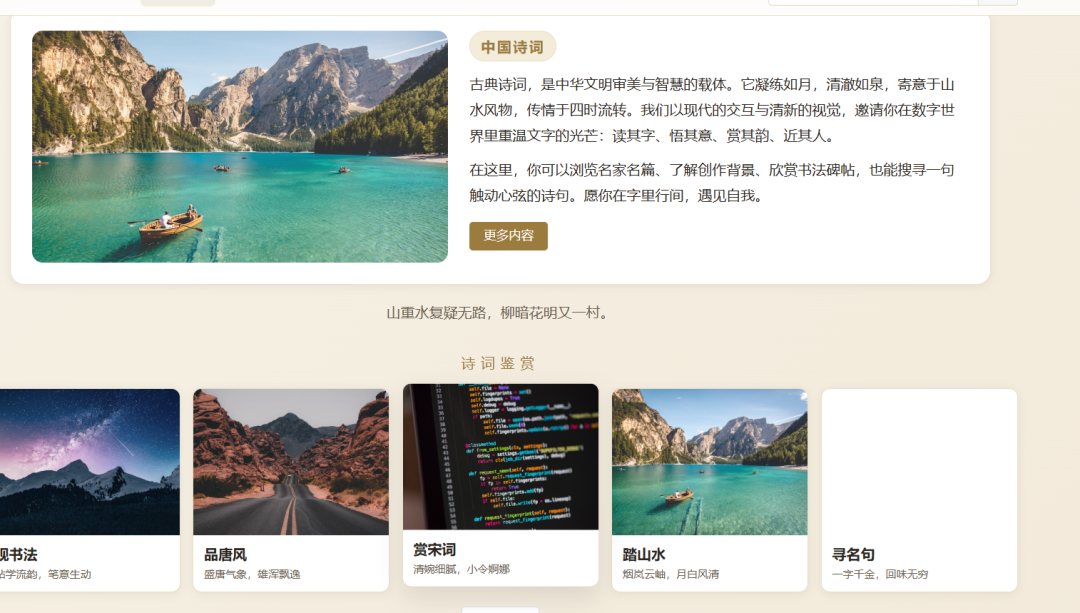 中国诗词
古典诗词，是中华文明审美与智慧的载体。它凝练如月，清澈如泉，寄意于山
水风物，传情于四时流转。我们以现代的交互与清新的视觉，邀请你在数字世
界里重温文字的光芒：读其字、悟其意、赏其韵、近其人。
在这里，你可以浏览名家名篇、了解创作背景、欣赏书法碑帖，也能搜寻一句
触动心弦的诗句。愿你在字里行间，遇见自我。
更多内容
山重水复疑无路，柳暗花明又一村。
诗词鉴赏
书法
学流韵，笔意生动
品唐风
盛唐气象，雄浑飘逸
赏宋词
清婉细腻，小令婀娜
踏山水
烟岚云岫，月白风清
寻名句
一字千金，回味无穷